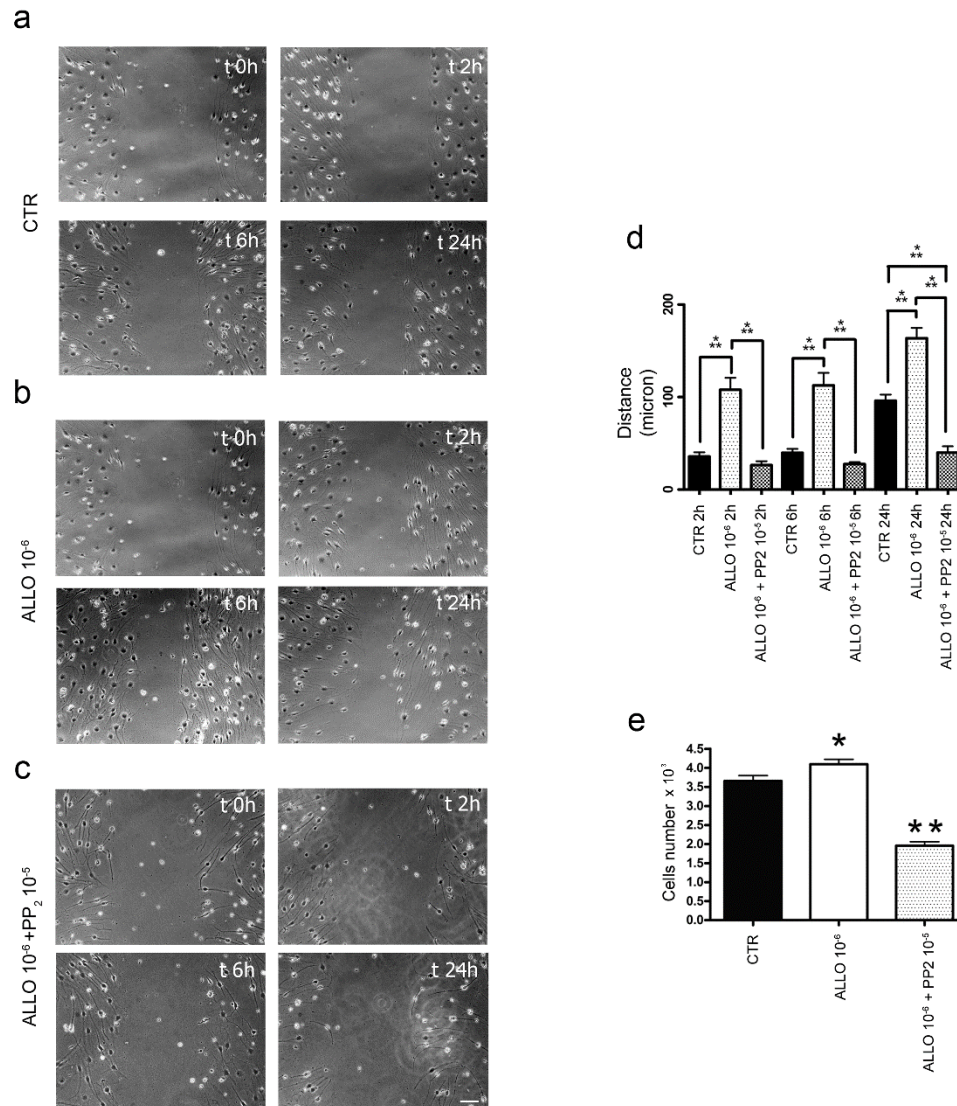 a
CTR
t 0h
t 2h
t 6h
t 24h
b
ALLO 10⁻⁶
t 0h
t 2h
t 6h
t 24h
c
ALLO 10⁻⁶ +PP₂ 10⁻⁵
t 0h
t 2h
t 6h
t 24h
d
Distance
(micron)
200
100
0
*
**
*
**
*
**
*
**
*
**
*
**
*
**
CTR 2h
ALLO 10⁻⁶ 2h
ALLO 10⁻⁶ + PP2 10⁻⁵ 2h
CTR 6h
ALLO 10⁻⁶ 6h
ALLO 10⁻⁶ + PP2 10⁻⁵ 6h
CTR 24h
ALLO 10⁻⁶ 24h
ALLO 10⁻⁶ + PP2 10⁻⁵ 24h
e
Cells number x 10³
4.5
4.0
3.5
3.0
2.5
2.0
1.5
1.0
0.5
0.0
*
**
CTR
ALLO 10⁻⁶
ALLO 10⁻⁶ + PP2 10⁻⁵